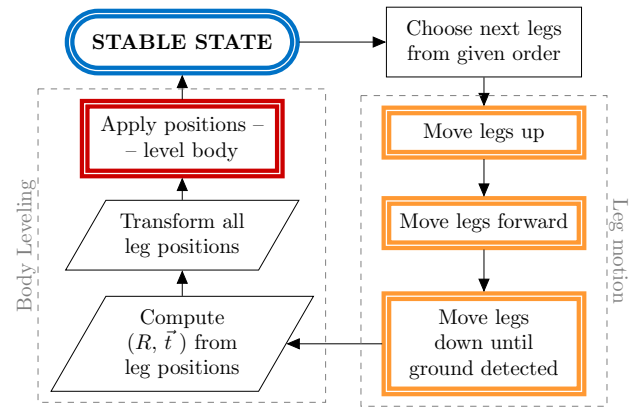 STABLE STATE
Choose next legs
from given order
Move legs up
Move legs forward
Move legs
down until
ground detected
Leg motion
Compute
(R, t⃗ ) from
leg positions
Transform all
leg positions
Apply positions –
– level body
Body Leveling